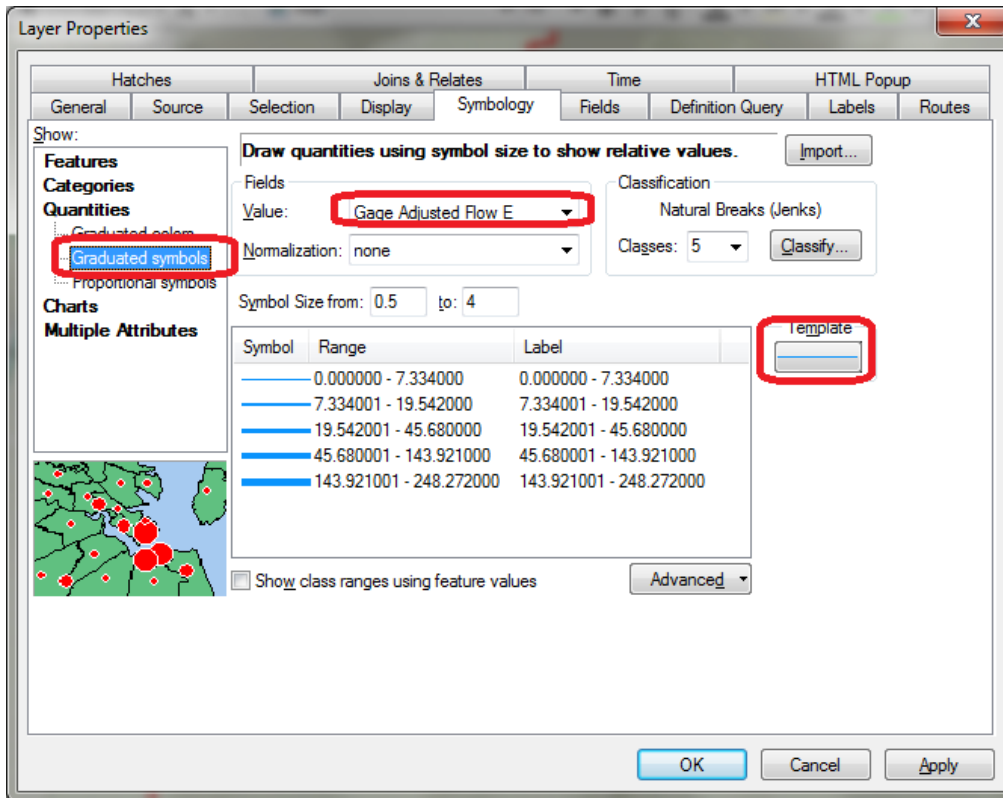 Layer Properties
Hatches Joins & Relates Time HTML Popup
General Source Selection Display Symbology Fields Definition Query Labels Routes
Show:
Features
Categories
Quantities
Graduated colors
Graduated symbols
Proportional symbols
Charts
Multiple Attributes
Draw quantities using symbol size to show relative values.
Import...
Fields
Value: Gage Adjusted Flow E
Normalization: none
Classification
Natural Breaks (Jenks)
Classes: 5 Classify...
Symbol Size from: 0.5 to: 4
Template
Symbol Range Label
0.000000 - 7.334000 0.000000 - 7.334000
7.334001 - 19.542000 7.334001 - 19.542000
19.542001 - 45.680000 19.542001 - 45.680000
45.680001 - 143.921000 45.680001 - 143.921000
143.921001 - 248.272000 143.921001 - 248.272000
Show class ranges using feature values
Advanced
OK Cancel Apply